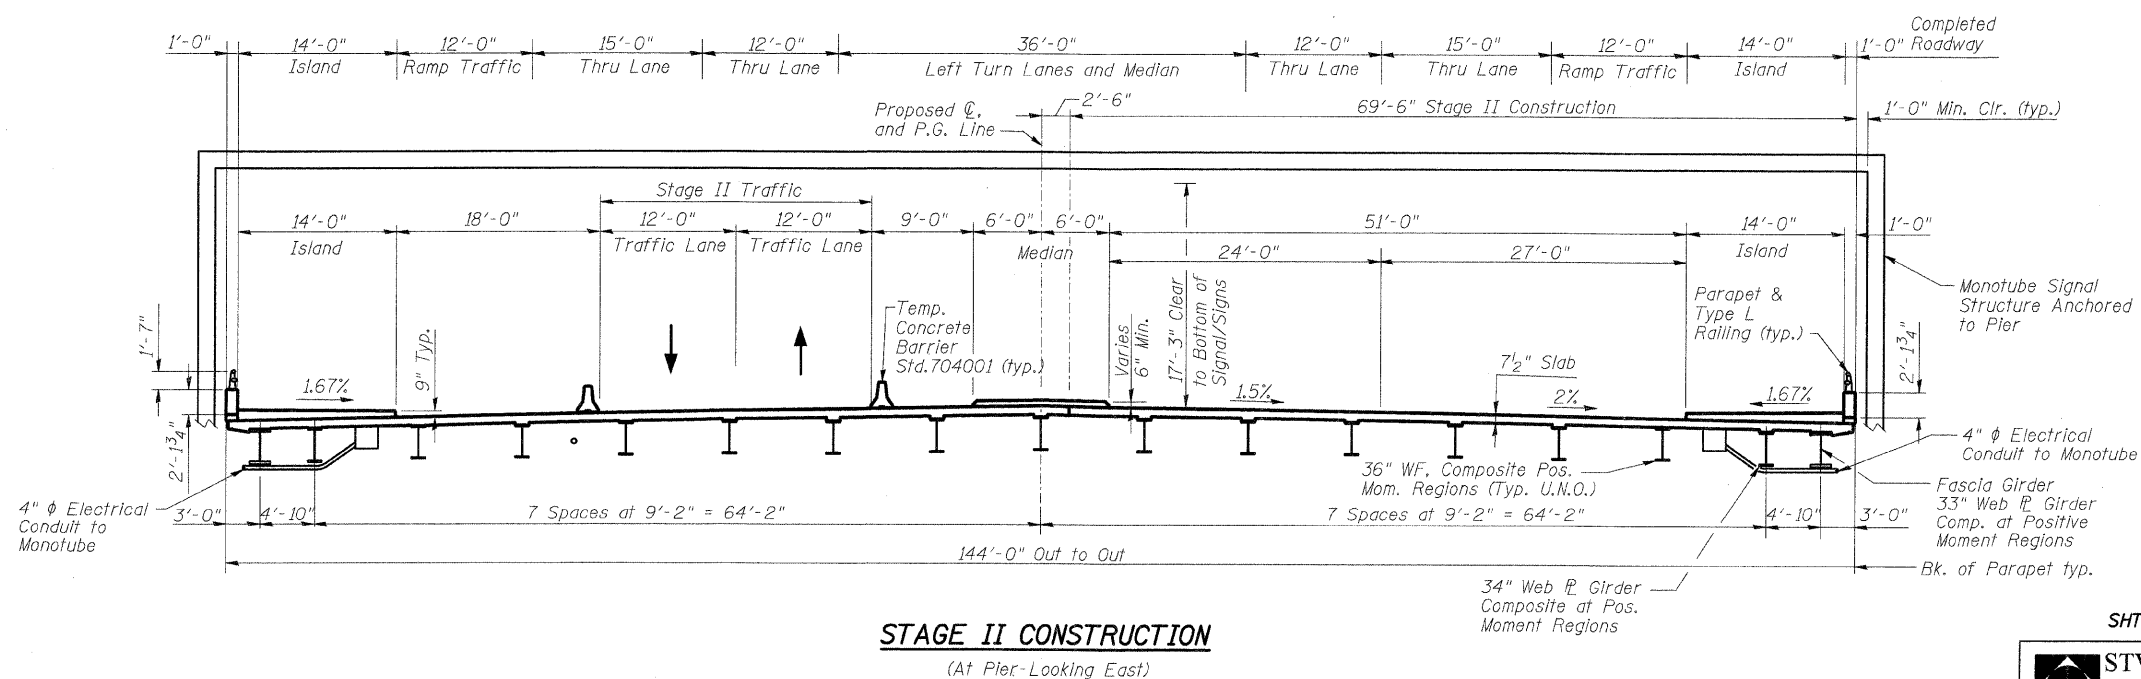 Completed
Roadway
1'-0" 14'-0" 12'-0" 15'-0" 12'-0" 36'-0" 12'-0" 15'-0" 12'-0" 14'-0" 1'-0"
Island Ramp Traffic Thru Lane Thru Lane Left Turn Lanes and Median Thru Lane Thru Lane Ramp Traffic Island
Proposed ℄,
and P.G. Line
2'-6"
69'-6" Stage II Construction
1'-0" Min. Clr. (typ.)
Stage II Traffic
14'-0" 18'-0" 12'-0" 12'-0" 9'-0" 6'-0" 6'-0" 51'-0" 14'-0" 1'-0"
Island Traffic Lane Traffic Lane Median 24'-0" 27'-0" Island
Monotube Signal
Structure Anchored
to Pier
Parapet &
Type L
Railing (typ.)
Temp.
Concrete
Barrier
Std.704001 (typ.)
Varies
6" Min.
17'-3" Clear
to Bottom of
Signal/Signs
1'-7"
9" Typ.
7½" Slab
2'-1¾"
1.67% 1.5% 2% 1.67%
2'-1¾"
4" ϕ Electrical
Conduit to Monotube
36" WF, Composite Pos.
Mom. Regions (Typ. U.N.O.)
Fascia Girder
33" Web ℙL Girder
Comp. at Positive
Moment Regions
4" ϕ Electrical
Conduit to
Monotube
3'-0" 4'-10" 7 Spaces at 9'-2" = 64'-2" 7 Spaces at 9'-2" = 64'-2" 4'-10" 3'-0"
144'-0" Out to Out
Bk. of Parapet typ.
34" Web ℙL Girder
Composite at Pos.
Moment Regions
STAGE II CONSTRUCTION
(At Pier-Looking East)
SHT